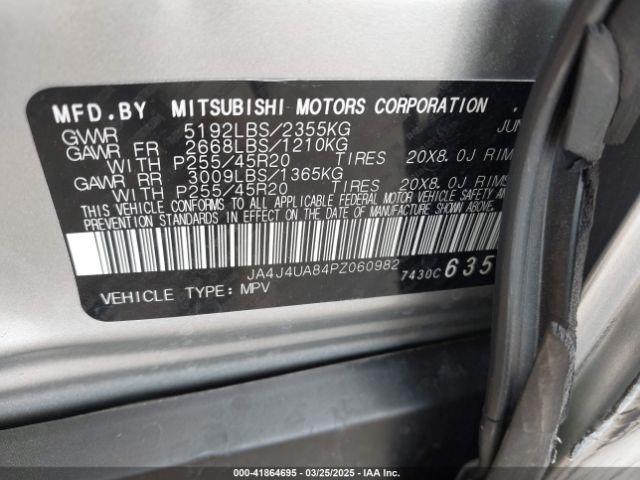 MFD.BY MITSUBISHI MOTORS CORPORATION
GVWR 5192LBS/2355KG JUN
GAWR FR 2668LBS/1210KG
WITH P255/45R20 TIRES 20X8.0J RIMS
GAWR RR 3009LBS/1365KG
WITH P255/45R20 TIRES 20X8.0J RIMS
THIS VEHICLE CONFORMS TO ALL APPLICABLE FEDERAL MOTOR VEHICLE SAFETY
PREVENTION STANDARDS IN EFFECT ON THE DATE OF MANUFACTURE SHOWN
JA4J4UA84PZ060982 7430C 635
VEHICLE TYPE: MPV
000-41864695 - 03/25/2025 - IAA Inc.